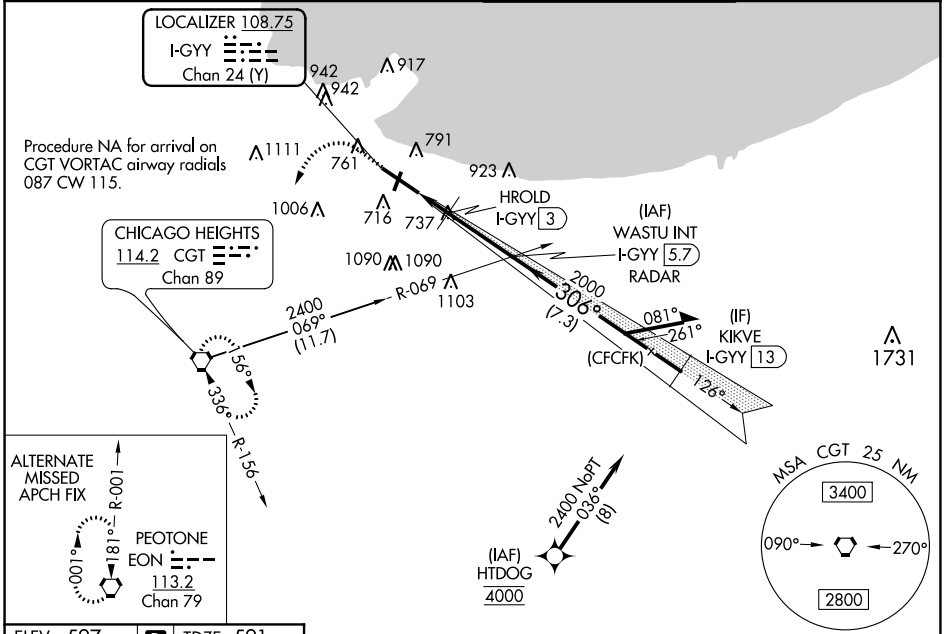 LOCALIZER 108.75
I-GYY
Chan 24 (Y)
942
942
917
Procedure NA for arrival on
CGT VORTAC airway radials
087 CW 115.
1111
761
791
923
HROLD
I-GYY 3
1006
716
737
(IAF)
WASTU INT
I-GYY 5.7
RADAR
CHICAGO HEIGHTS
114.2 CGT
Chan 89
1090
1090
R-069
1103
2400
069°
(11.7)
2000
306°
(7.3)
081°
261°
(IF)
KIKVE
I-GYY 13
(CFCFK)
126°
1731
156°
336°
R-156
ALTERNATE
MISSED
APCH FIX
R-001
181°
001°
PEOTONE
EON
113.2
Chan 79
2400 NoPT
036°
(8)
(IAF)
HTDOG
4000
MSA CGT 25 NM
3400
090°
270°
2800
ELEV 597
D
TDZE 591